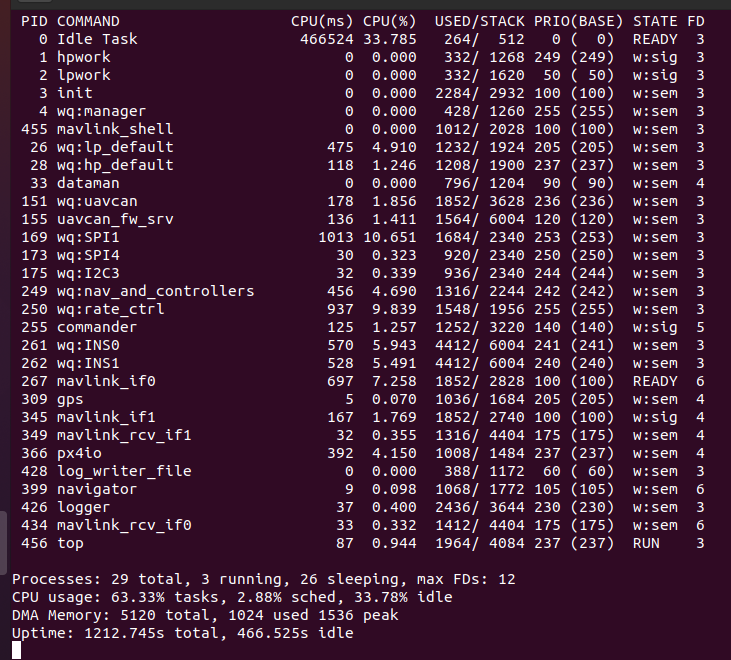 PID COMMAND                   CPU(ms) CPU(%)  USED/STACK PRIO(BASE) STATE FD
  0 Idle Task                  466524 33.785   264/  512   0 (  0)  READY  3
  1 hpwork                          0  0.000   332/ 1268 249 (249)  w:sig  3
  2 lpwork                          0  0.000   332/ 1620  50 ( 50)  w:sig  3
  3 init                            0  0.000  2284/ 2932 100 (100)  w:sem  3
  4 wq:manager                      0  0.000   428/ 1260 255 (255)  w:sem  3
455 mavlink_shell                   0  0.000  1012/ 2028 100 (100)  w:sem  3
 26 wq:lp_default                 475  4.910  1232/ 1924 205 (205)  w:sem  3
 28 wq:hp_default                 118  1.246  1208/ 1900 237 (237)  w:sem  3
 33 dataman                         0  0.000   796/ 1204  90 ( 90)  w:sem  4
151 wq:uavcan                     178  1.856  1852/ 3628 236 (236)  w:sem  3
155 uavcan_fw_srv                 136  1.411  1564/ 6004 120 (120)  w:sem  3
169 wq:SPI1                      1013 10.651  1684/ 2340 253 (253)  w:sem  3
173 wq:SPI4                        30  0.323   920/ 2340 250 (250)  w:sem  3
175 wq:I2C3                        32  0.339   936/ 2340 244 (244)  w:sem  3
249 wq:nav_and_controllers        456  4.690  1316/ 2244 242 (242)  w:sem  3
250 wq:rate_ctrl                  937  9.839  1548/ 1956 255 (255)  w:sem  3
255 commander                     125  1.257  1252/ 3220 140 (140)  w:sig  5
261 wq:INS0                       570  5.943  4412/ 6004 241 (241)  w:sem  3
262 wq:INS1                       528  5.491  4412/ 6004 240 (240)  w:sem  3
267 mavlink_if0                   697  7.258  1852/ 2828 100 (100)  READY  6
309 gps                             5  0.070  1036/ 1684 205 (205)  w:sem  4
345 mavlink_if1                   167  1.769  1852/ 2740 100 (100)  w:sig  4
349 mavlink_rcv_if1                32  0.355  1316/ 4404 175 (175)  w:sem  4
366 px4io                         392  4.150  1008/ 1484 237 (237)  w:sem  4
428 log_writer_file                 0  0.000   388/ 1172  60 ( 60)  w:sem  3
399 navigator                       9  0.098  1068/ 1772 105 (105)  w:sem  6
426 logger                         37  0.400  2436/ 3644 230 (230)  w:sem  3
434 mavlink_rcv_if0                33  0.332  1412/ 4404 175 (175)  w:sem  6
456 top                            87  0.944  1964/ 4084 237 (237)  RUN    3
Processes: 29 total, 3 running, 26 sleeping, max FDs: 12
CPU usage: 63.33% tasks, 2.88% sched, 33.78% idle
DMA Memory: 5120 total, 1024 used 1536 peak
Uptime: 1212.745s total, 466.525s idle